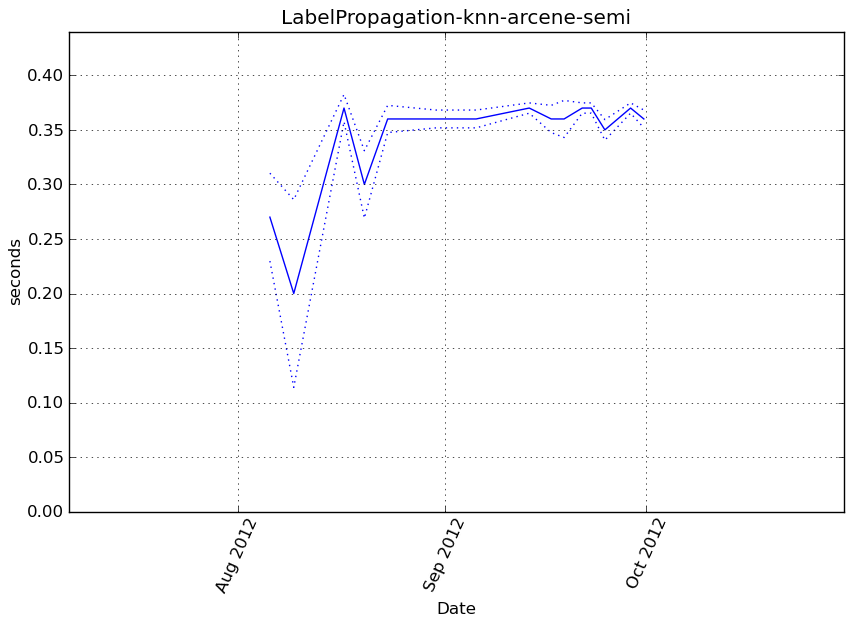 LabelPropagation-knn-arcene-semi
0.40
0.35
0.30
0.25
0.20
0.15
0.10
0.05
0.00
seconds
Aug 2012
Sep 2012
Oct 2012
Date